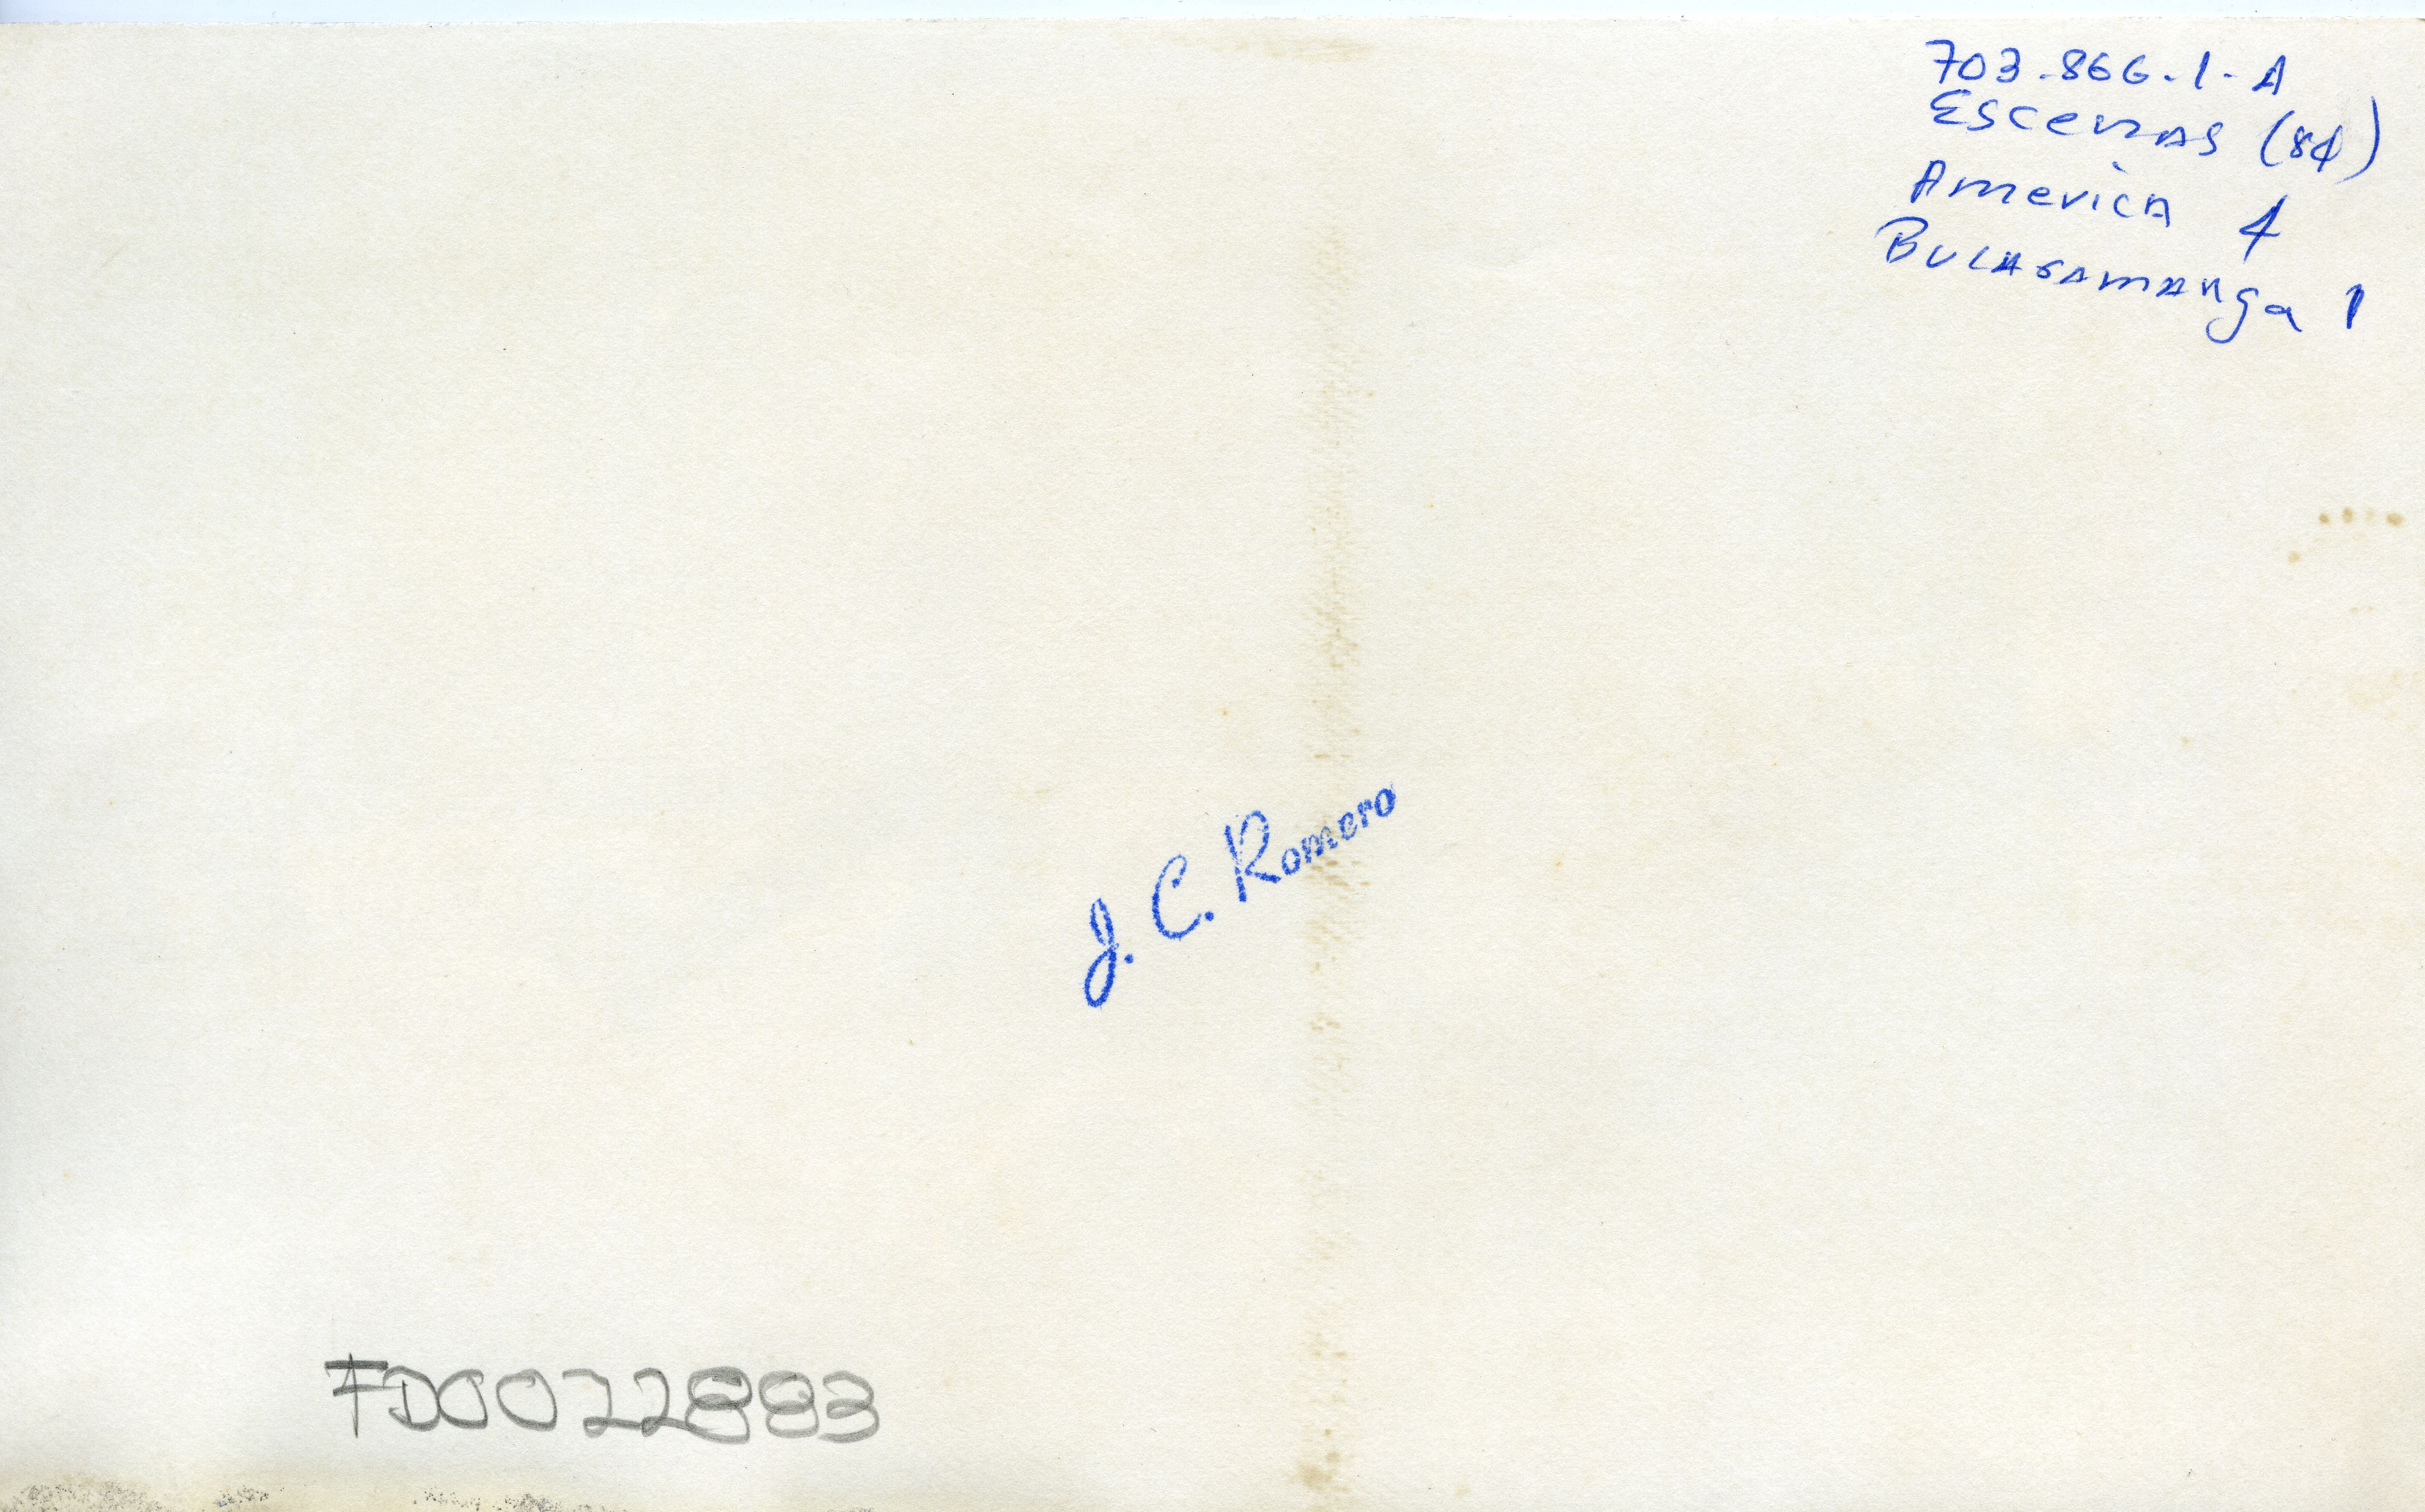 703-866-1-A
Escenas (84)
America 4
Bucaramanga 1
J. C. Romero
FD0022883